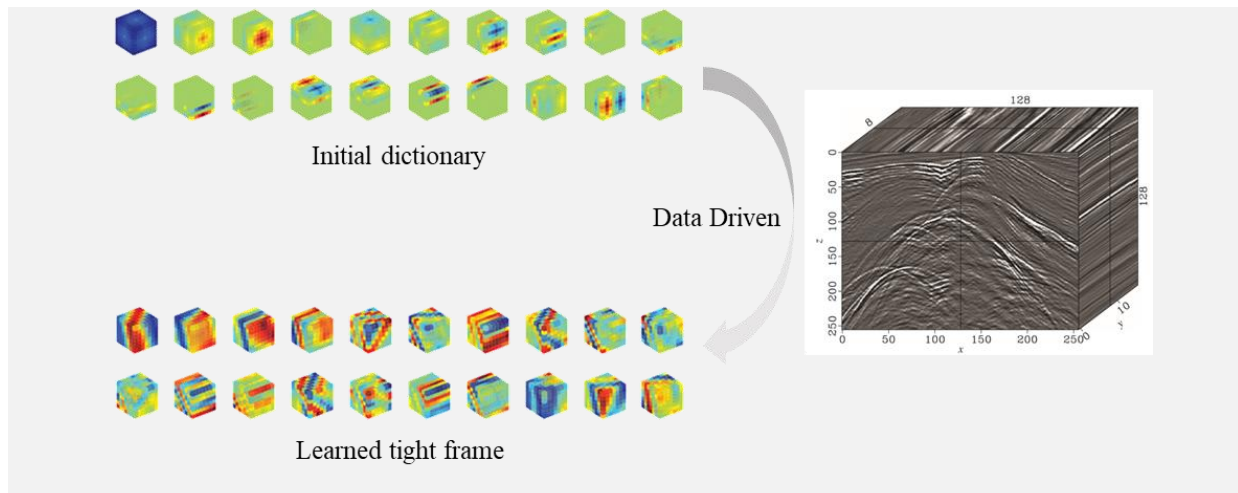 Initial dictionary
Data Driven
Learned tight frame
128
8
0
50
100
150
200
250
z
128
0
50
100
150
200
250
x
0
10
y